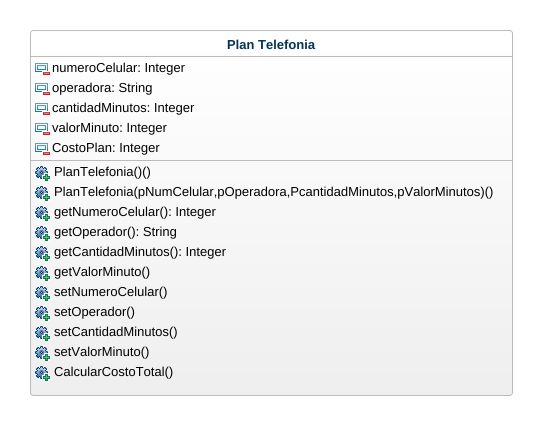 Plan Telefonia
numeroCelular: Integer
operadora: String
cantidadMinutos: Integer
valorMinuto: Integer
CostoPlan: Integer
PlanTelefonia()()
PlanTelefonia(pNumCelular,pOperadora,PcantidadMinutos,pValorMinutos)()
getNumeroCelular(): Integer
getOperador(): String
getCantidadMinutos(): Integer
getValorMinuto()
setNumeroCelular()
setOperador()
setCantidadMinutos()
setValorMinuto()
CalcularCostoTotal()